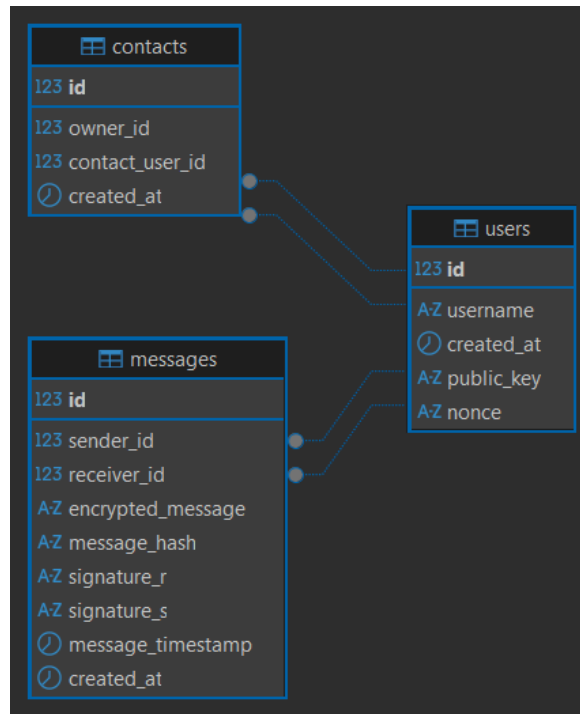 contacts
123 id
123 owner_id
123 contact_user_id
created_at
users
123 id
A-Z username
created_at
A-Z public_key
A-Z nonce
messages
123 id
123 sender_id
123 receiver_id
A-Z encrypted_message
A-Z message_hash
A-Z signature_r
A-Z signature_s
message_timestamp
created_at